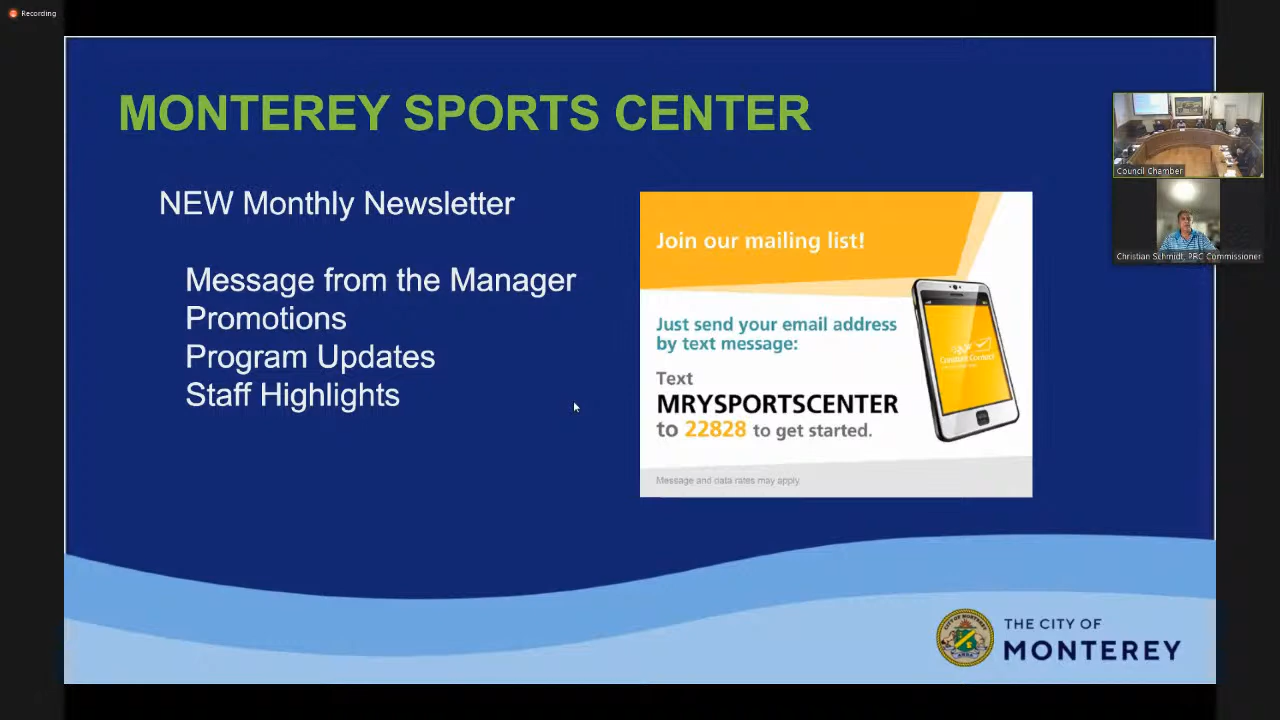 Recording
MONTEREY SPORTS CENTER
NEW Monthly Newsletter
Message from the Manager
Promotions
Program Updates
Staff Highlights
Join our mailing list!
Just send your email address
by text message:
Text
MRYSPORTSCENTER
to 22828 to get started.
Message and data rates may apply
Constant Contact
Council Chamber
Christian Schmidt, PRC Commissioner
THE CITY OF
MONTEREY